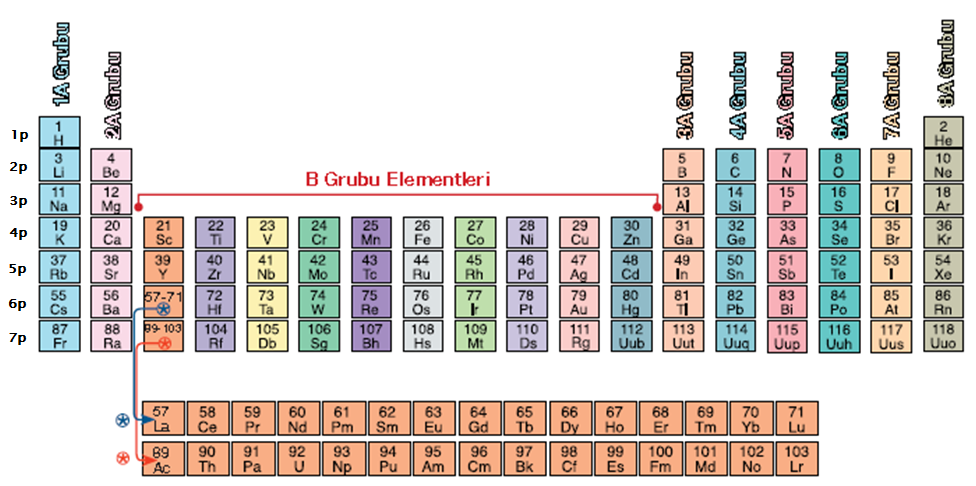 1A Grubu
2A Grubu
3A Grubu
4A Grubu
5A Grubu
6A Grubu
7A Grubu
8A Grubu
B Grubu Elementleri
1p
1 2
H He
2p
3 4 5 6 7 8 9 10
Li Be B C N O F Ne
3p
11 12 13 14 15 16 17 18
Na Mg Al Si P S Cl Ar
4p
19 20 21 22 23 24 25 26 27 28 29 30 31 32 33 34 35 36
K Ca Sc Ti V Cr Mn Fe Co Ni Cu Zn Ga Ge As Se Br Kr
5p
37 38 39 40 41 42 43 44 45 46 47 48 49 50 51 52 53 54
Rb Sr Y Zr Nb Mo Tc Ru Rh Pd Ag Cd In Sn Sb Te I Xe
6p
55 56 57-71 72 73 74 75 76 77 78 79 80 81 82 83 84 85 86
Cs Ba Hf Ta W Re Os Ir Pt Au Hg Tl Pb Bi Po At Rn
7p
87 88 89-103 104 105 106 107 108 109 110 111 112 113 114 115 116 117 118
Fr Ra Rf Db Sg Bh Hs Mt Ds Rg Uub Uut Uuq Uup Uuh Uus Uuo
57 58 59 60 61 62 63 64 65 66 67 68 69 70 71
La Ce Pr Nd Pm Sm Eu Gd Tb Dy Ho Er Tm Yb Lu
89 90 91 92 93 94 95 96 97 98 99 100 101 102 103
Ac Th Pa U Np Pu Am Cm Bk Cf Es Fm Md No Lr